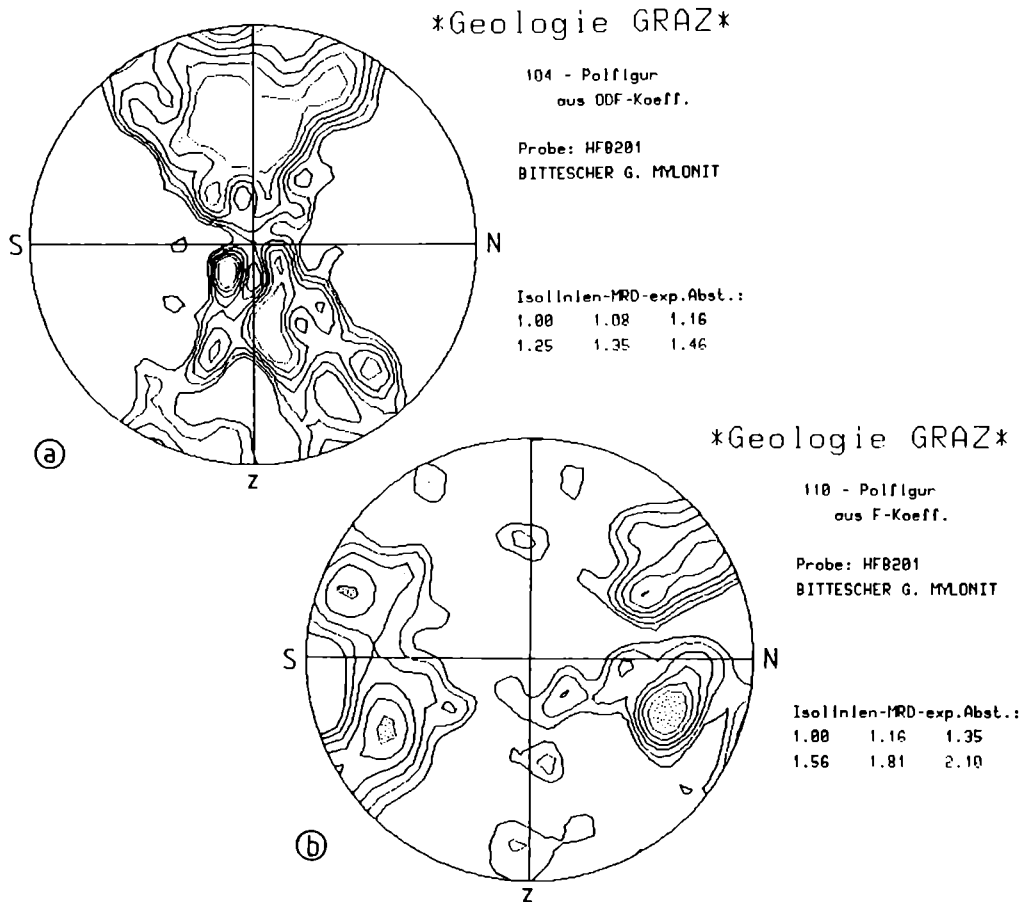 *Geologie GRAZ*
104 - Polfigur
aus ODF-Koeff.
Probe: HFB201
BITTESCHER G. MYLONIT
S
N
Isolinien-MRD-exp.Abst.:
1.00 1.08 1.16
1.25 1.35 1.46
z
a
*Geologie GRAZ*
110 - Polfigur
aus F-Koeff.
Probe: HFB201
BITTESCHER G. MYLONIT
S
N
Isolinien-MRD-exp.Abst.:
1.00 1.16 1.35
1.56 1.81 2.10
z
b